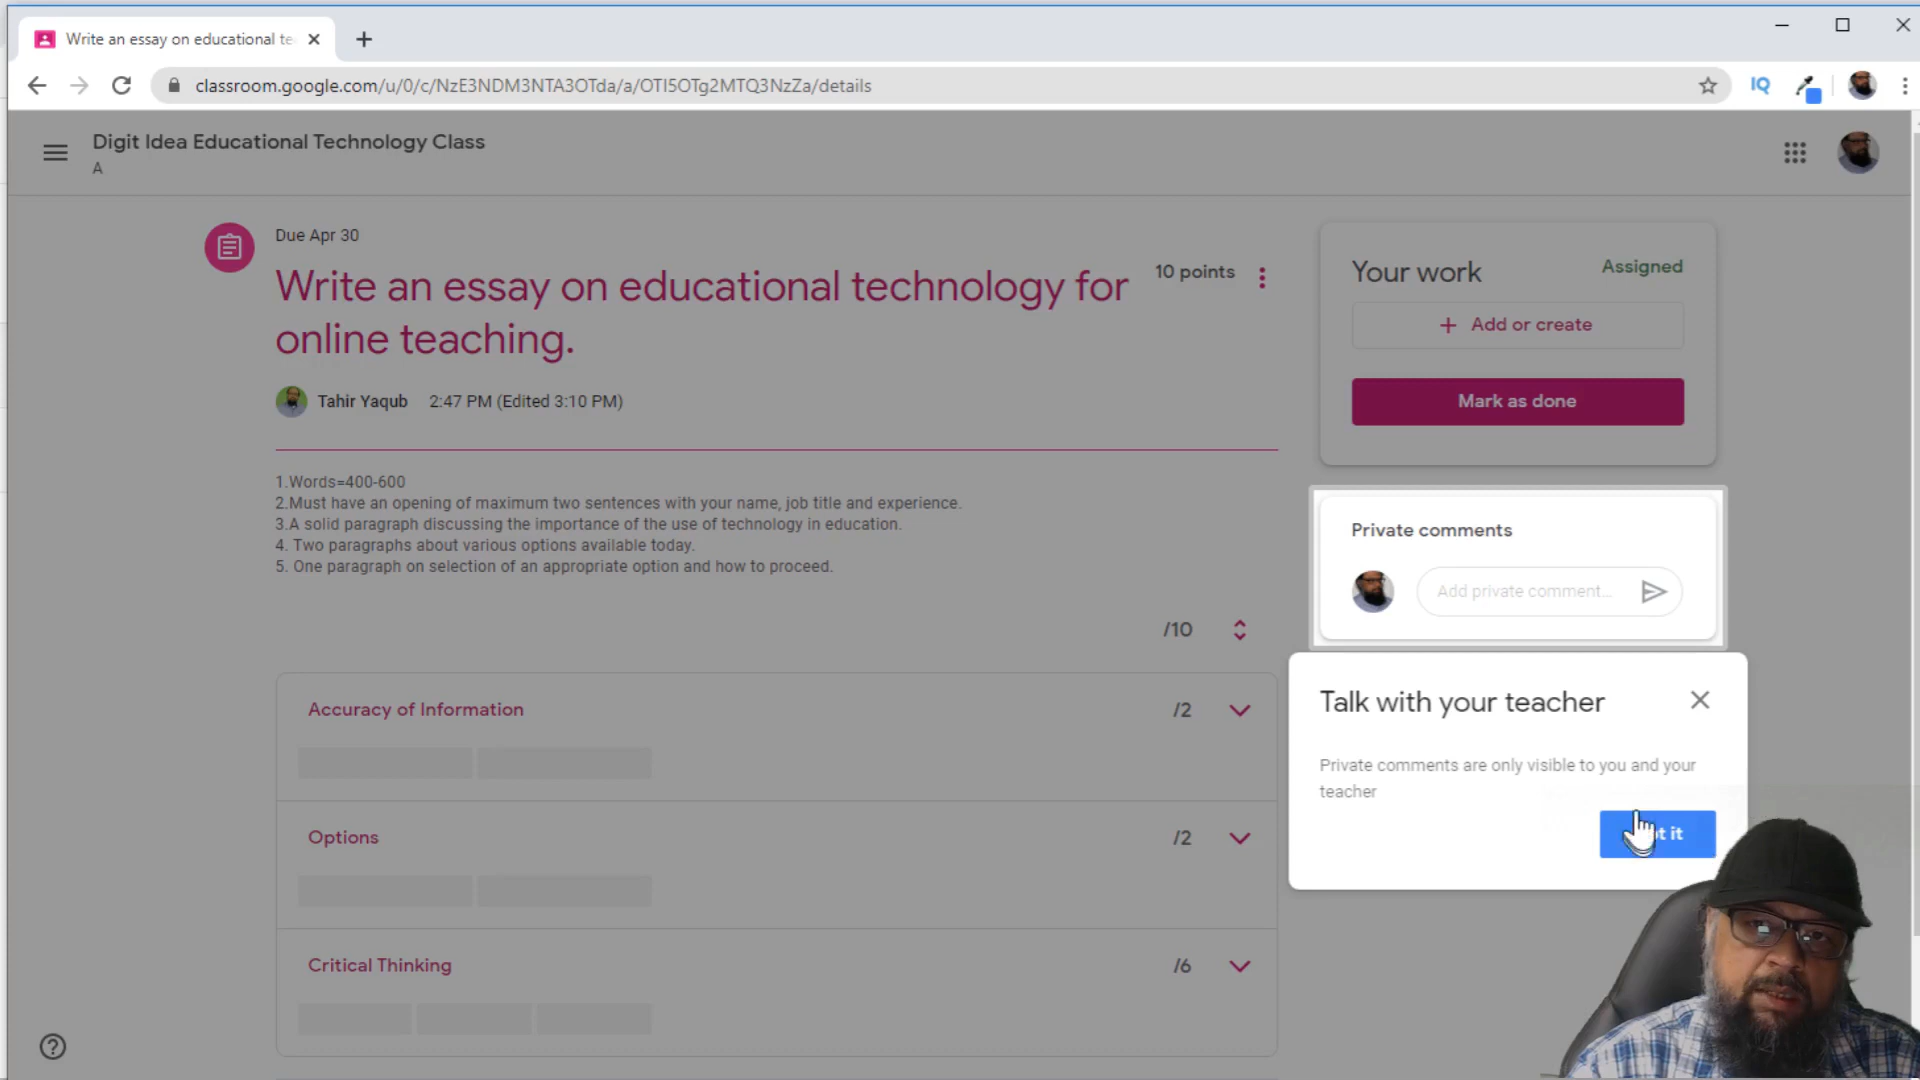 Write an essay on educational te
classroom.google.com/u/0/c/NzE3NDM3NTA3OTda/a/OTI5OTg2MTQ3NzZa/details
IQ
Digit Idea Educational Technology Class
A
Due Apr 30
Write an essay on educational technology for
online teaching.
10 points
Tahir Yaqub 2:47 PM (Edited 3:10 PM)
1.Words=400-600
2.Must have an opening of maximum two sentences with your name, job title and experience.
3.A solid paragraph discussing the importance of the use of technology in education.
4. Two paragraphs about various options available today.
5. One paragraph on selection of an appropriate option and how to proceed.
/10
Accuracy of Information /2
Options /2
Critical Thinking /6
Your work Assigned
+ Add or create
Mark as done
Private comments
Add private comment...
Talk with your teacher
Private comments are only visible to you and your
teacher
it